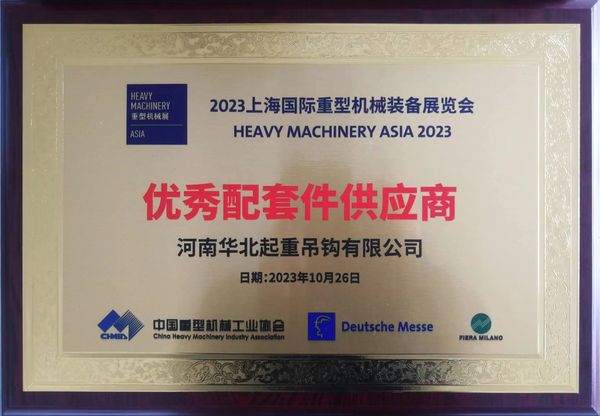 HEAVY
MACHINERY
重型机械展
ASIA
2023上海国际重型机械装备展览会
HEAVY MACHINERY ASIA 2023
优秀配套件供应商
河南华北起重吊钩有限公司
日期:2023年10月26日
CHMIA
中国重型机械工业协会
China Heavy Machinery Industry Association
Deutsche Messe
FIERA MILANO